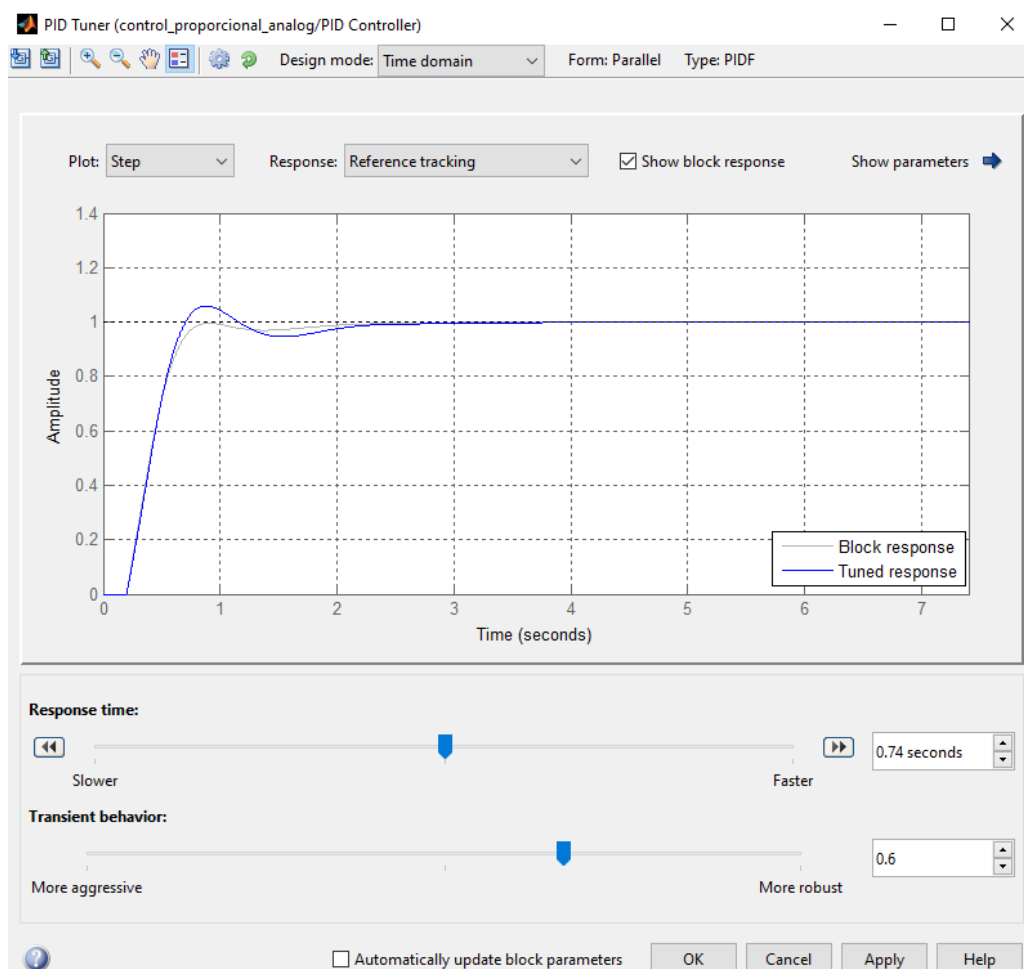 PID Tuner (control_proporcional_analog/PID Controller)
Design mode: Time domain Form: Parallel Type: PIDF
Plot: Step Response: Reference tracking Show block response Show parameters
1.4
1.2
1
0.8
0.6
0.4
0.2
0
Amplitude
Block response
Tuned response
0 1 2 3 4 5 6 7
Time (seconds)
Response time:
0.74 seconds
Slower Faster
Transient behavior:
0.6
More aggressive More robust
? Automatically update block parameters OK Cancel Apply Help